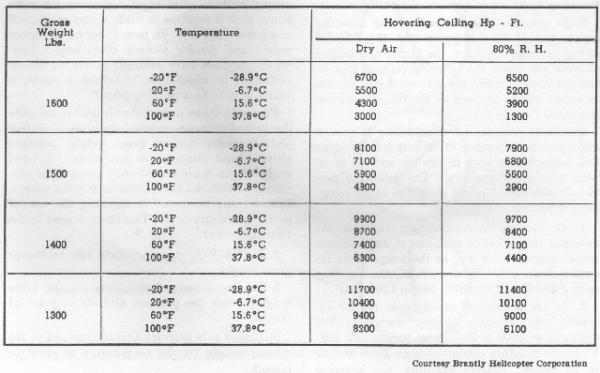 Gross Weight Lbs. Temperature Hovering Ceiling Hp - Ft.
Dry Air 80% R. H.
1600
-20°F -28.9°C 6700 6500
20°F -6.7°C 5500 5200
60°F 15.6°C 4300 3900
100°F 37.8°C 3000 1300
1500
-20°F -28.9°C 8100 7900
20°F -6.7°C 7100 6800
60°F 15.6°C 5900 5600
100°F 37.8°C 4300 2900
1400
-20°F -28.9°C 9900 9700
20°F -6.7°C 8700 8400
60°F 15.6°C 7400 7100
100°F 37.8°C 6300 4400
1300
-20°F -28.9°C 11700 11400
20°F -6.7°C 10400 10100
60°F 15.6°C 9400 9000
100°F 37.8°C 8200 6100
Courtesy Brantly Helicopter Corporation